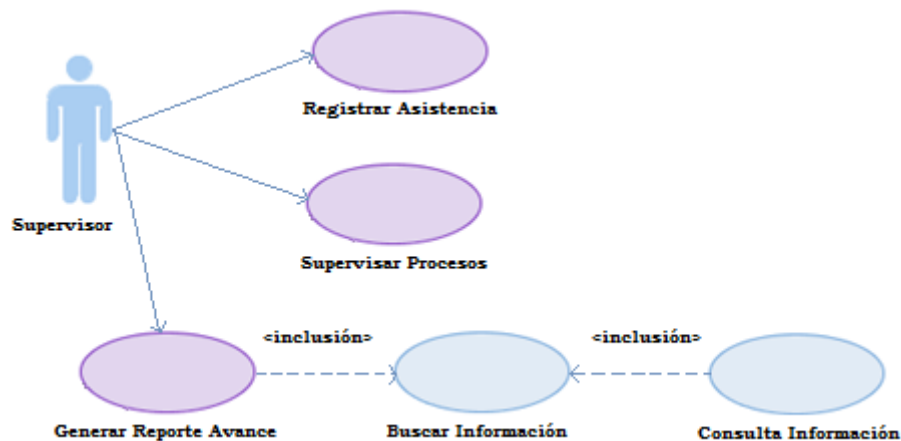 Registrar Asistencia
Supervisor
Supervisar Procesos
<inclusión>
<inclusión>
Generar Reporte Avance
Buscar Información
Consulta Información